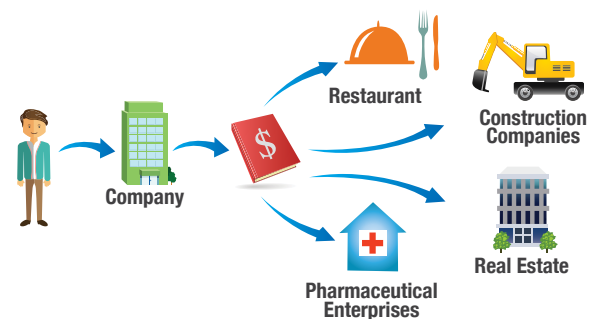 Company
$
Restaurant
Construction
Companies
Real Estate
Pharmaceutical
Enterprises